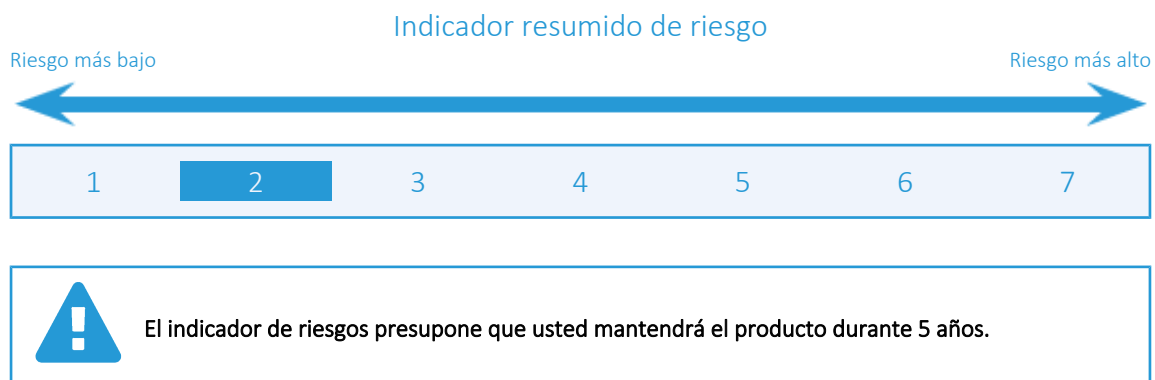 Indicador resumido de riesgo
Riesgo más bajo Riesgo más alto
1 2 3 4 5 6 7
El indicador de riesgos presupone que usted mantendrá el producto durante 5 años.